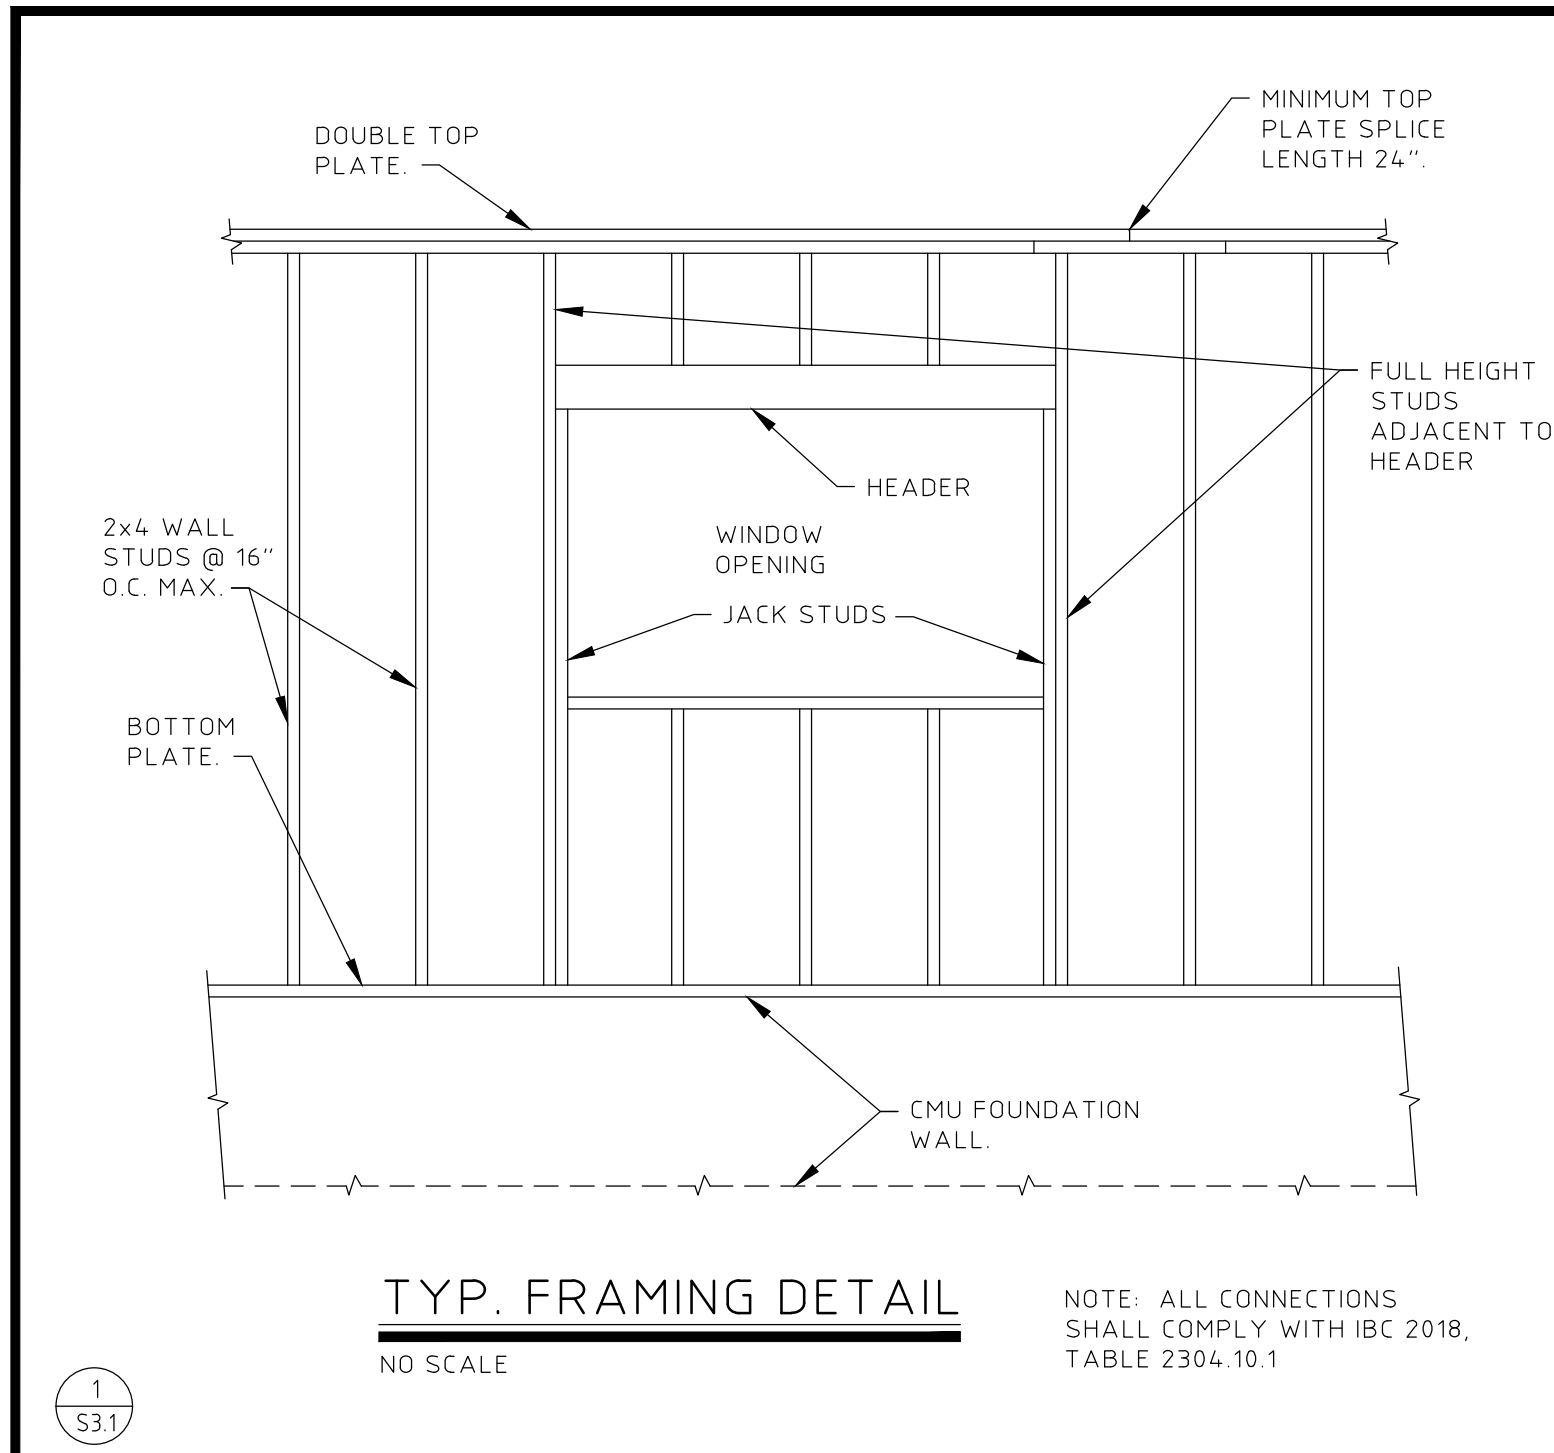 DOUBLE TOP
PLATE.
MINIMUM TOP
PLATE SPLICE
LENGTH 24".
FULL HEIGHT
STUDS
ADJACENT TO
HEADER
HEADER
2x4 WALL
STUDS @ 16"
O.C. MAX.
WINDOW
OPENING
JACK STUDS
BOTTOM
PLATE.
CMU FOUNDATION
WALL.
TYP. FRAMING DETAIL
NO SCALE
NOTE: ALL CONNECTIONS
SHALL COMPLY WITH IBC 2018,
TABLE 2304.10.1
1
S3.1